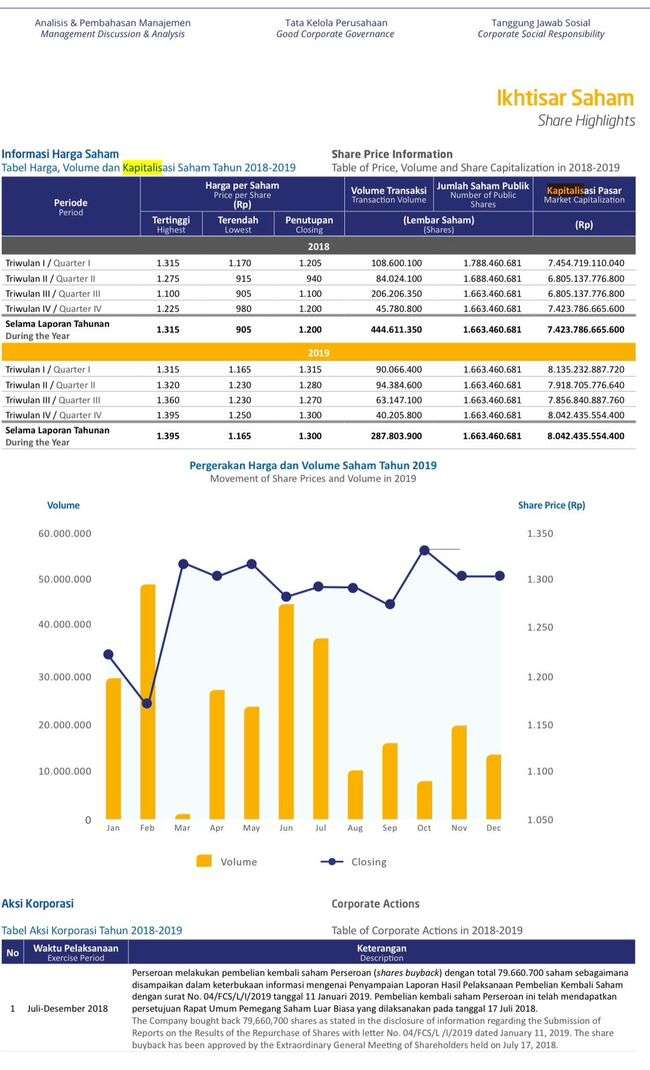 Analisis & Pembahasan Manajemen
Management Discussion & Analysis
Tata Kelola Perusahaan
Good Corporate Governance
Tanggung Jawab Sosial
Corporate Social Responsibility
Ikhtisar Saham
Share Highlights
Informasi Harga Saham
Tabel Harga, Volume dan Kapitalisasi Saham Tahun 2018-2019
Share Price Information
Table of Price, Volume and Share Capitalization in 2018-2019
Periode
Period
Harga per Saham
Price per Share
(Rp)
Volume Transaksi
Transaction Volume
Jumlah Saham Publik
Number of Public
Shares
Kapitalisasi Pasar
Market Capitalization
Tertinggi
Highest
Terendah
Lowest
Penutupan
Closing
(Lembar Saham)
(Shares)
(Rp)
2018
Triwulan I / Quarter I 1.315 1.170 1.205 108.600.100 1.788.460.681 7.454.719.110.040
Triwulan II / Quarter II 1.275 915 940 84.024.100 1.688.460.681 6.805.137.776.800
Triwulan III / Quarter III 1.100 905 1.100 206.206.350 1.663.460.681 6.805.137.776.800
Triwulan IV / Quarter IV 1.225 980 1.200 45.780.800 1.663.460.681 7.423.786.665.600
Selama Laporan Tahunan
During the Year 1.315 905 1.200 444.611.350 1.663.460.681 7.423.786.665.600
2019
Triwulan I / Quarter I 1.315 1.165 1.315 90.066.400 1.663.460.681 8.135.232.887.720
Triwulan II / Quarter II 1.320 1.230 1.280 94.384.600 1.663.460.681 7.918.705.776.640
Triwulan III / Quarter III 1.360 1.230 1.270 63.147.100 1.663.460.681 7.856.840.887.760
Triwulan IV / Quarter IV 1.395 1.250 1.300 40.205.800 1.663.460.681 8.042.435.554.400
Selama Laporan Tahunan
During the Year 1.395 1.165 1.300 287.803.900 1.663.460.681 8.042.435.554.400
Pergerakan Harga dan Volume Saham Tahun 2019
Movement of Share Prices and Volume in 2019
Volume
Share Price (Rp)
60.000.000 1.350
50.000.000 1.300
40.000.000 1.250
30.000.000 1.200
20.000.000 1.150
10.000.000 1.100
0 1.050
Jan Feb Mar Apr May Jun Jul Aug Sep Oct Nov Dec
Volume Closing
Aksi Korporasi
Corporate Actions
Tabel Aksi Korporasi Tahun 2018-2019
Table of Corporate Actions in 2018-2019
No
Waktu Pelaksanaan
Exercise Period
Keterangan
Description
1 Juli-Desember 2018
Perseroan melakukan pembelian kembali saham Perseroan (shares buyback) dengan total 79.660.700 saham sebagaimana
disampaikan dalam keterbukaan informasi mengenai Penyampaian Laporan Hasil Pelaksanaan Pembelian Kembali Saham
dengan surat No. 04/FCS/L/I/2019 tanggal 11 Januari 2019. Pembelian kembali saham Perseroan ini telah mendapatkan
persetujuan Rapat Umum Pemegang Saham Luar Biasa yang dilaksanakan pada tanggal 17 Juli 2018.
The Company bought back 79,660,700 shares as stated in the disclosure of information regarding the Submission of
Reports on the Results of the Repurchase of Shares with letter No. 04/FCS/L /I/2019 dated January 11, 2019. The share
buyback has been approved by the Extraordinary General Meeting of Shareholders held on July 17, 2018.